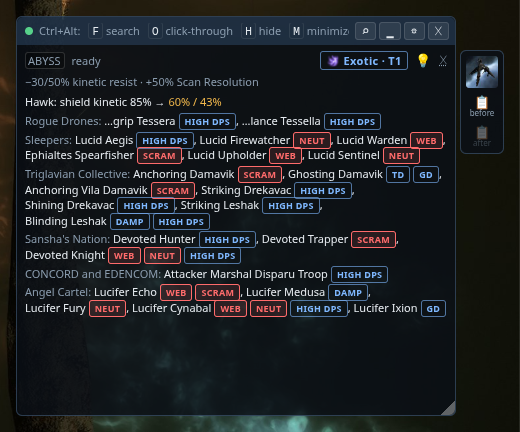 Ctrl+Alt: F search O click-through H hide M minimiz
ABYSS ready Exotic · T1 X
−30/50% kinetic resist · +50% Scan Resolution
Hawk: shield kinetic 85% → 60% / 43%
Rogue Drones: ...grip Tessera HIGH DPS, ...lance Tessella HIGH DPS
Sleepers: Lucid Aegis HIGH DPS, Lucid Firewatcher NEUT, Lucid Warden WEB,
Ephialtes Spearfisher SCRAM, Lucid Upholder WEB, Lucid Sentinel NEUT
Triglavian Collective: Anchoring Damavik SCRAM, Ghosting Damavik TD GD,
Anchoring Vila Damavik SCRAM, Striking Drekavac HIGH DPS,
Shining Drekavac HIGH DPS, Striking Leshak HIGH DPS,
Blinding Leshak DAMP HIGH DPS
Sansha's Nation: Devoted Hunter HIGH DPS, Devoted Trapper SCRAM,
Devoted Knight WEB NEUT HIGH DPS
CONCORD and EDENCOM: Attacker Marshal Disparu Troop HIGH DPS
Angel Cartel: Lucifer Echo WEB SCRAM, Lucifer Medusa DAMP,
Lucifer Fury NEUT, Lucifer Cynabal WEB NEUT HIGH DPS, Lucifer Ixion GD
before
after